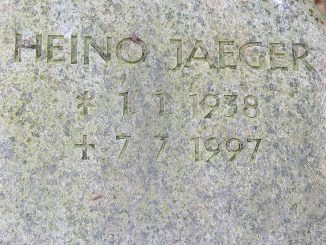 HEINO JAEGER
* 1 1 1938
† 7 7 1997